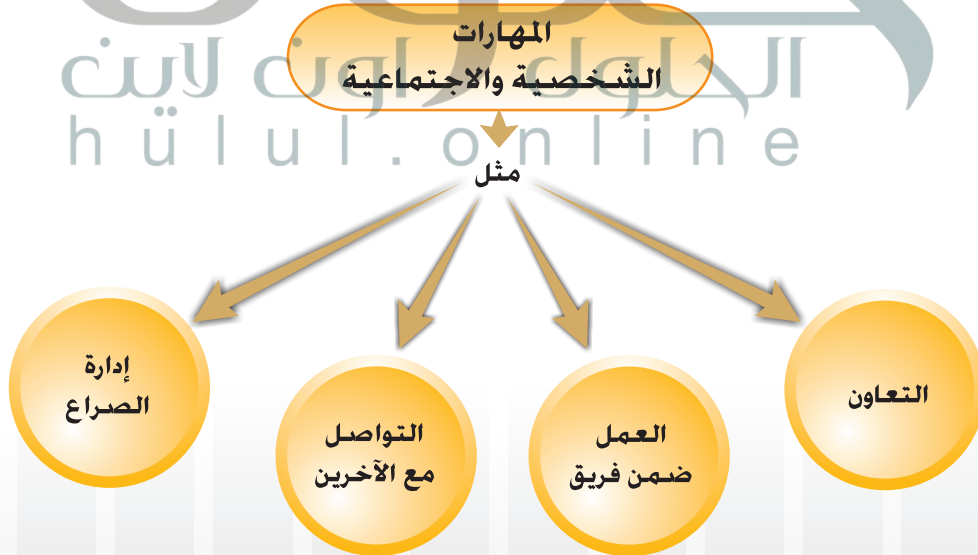 المهارات
الشخصية والاجتماعية
الحلول اون لاين
hülul.online
مثل
التعاون
العمل
ضمن فريق
التواصل
مع الآخرين
إدارة
الصراع